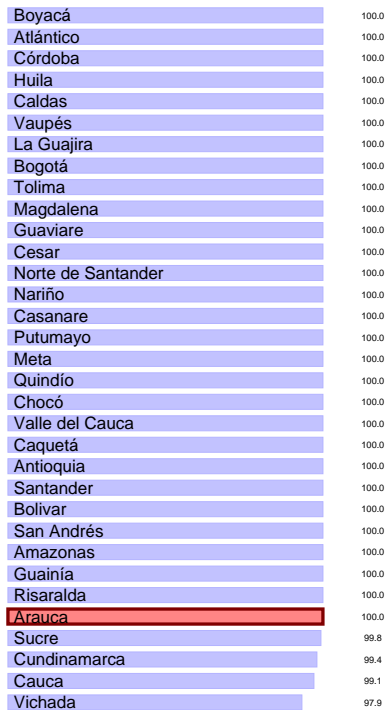 Boyacá 100.0
Atlántico 100.0
Córdoba 100.0
Huila 100.0
Caldas 100.0
Vaupés 100.0
La Guajira 100.0
Bogotá 100.0
Tolima 100.0
Magdalena 100.0
Guaviare 100.0
Cesar 100.0
Norte de Santander 100.0
Nariño 100.0
Casanare 100.0
Putumayo 100.0
Meta 100.0
Quindío 100.0
Chocó 100.0
Valle del Cauca 100.0
Caquetá 100.0
Antioquia 100.0
Santander 100.0
Bolivar 100.0
San Andrés 100.0
Amazonas 100.0
Guainía 100.0
Risaralda 100.0
Arauca 100.0
Sucre 99.8
Cundinamarca 99.4
Cauca 99.1
Vichada 97.9